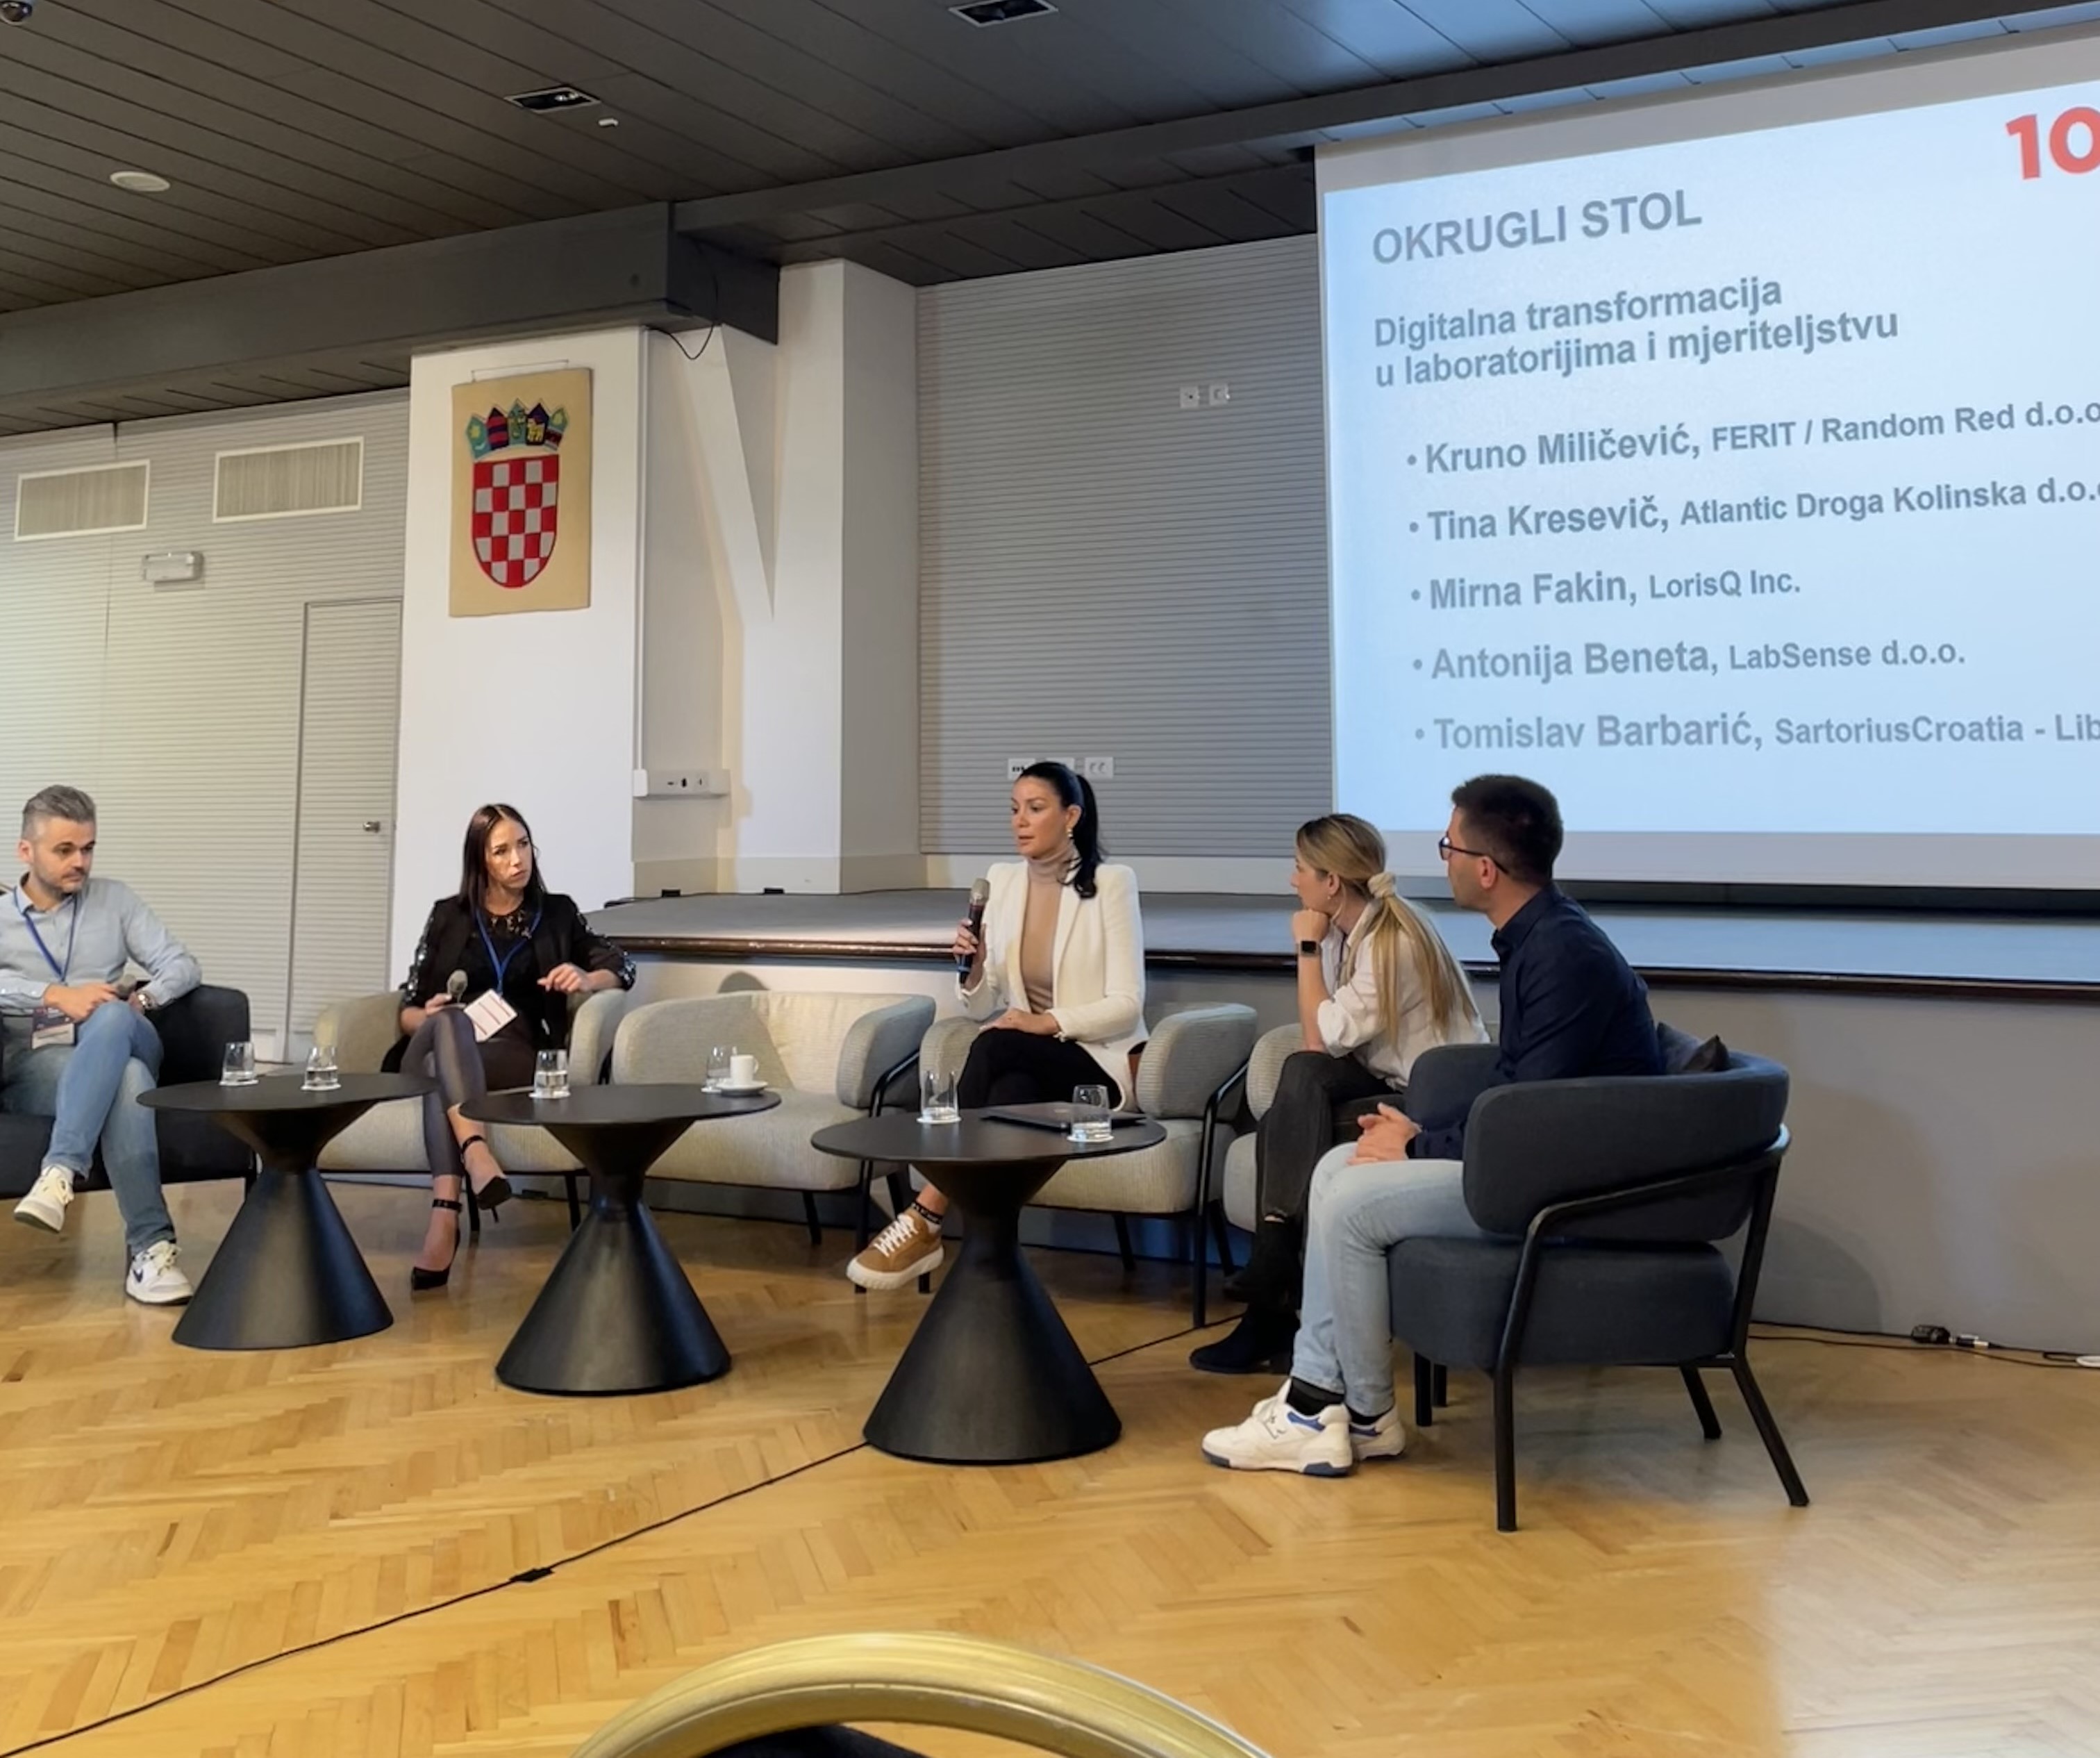 10
OKRUGLI STOL
Digitalna transformacija
u laboratorijima i mjeriteljstvu
• Kruno Miličević, FERIT / Random Red d.o.o
• Tina Kresevič, Atlantic Droga Kolinska d.o.
• Mirna Fakin, LorisQ Inc.
• Antonija Beneta, LabSense d.o.o.
• Tomislav Barbarić, SartoriusCroatia - Lib